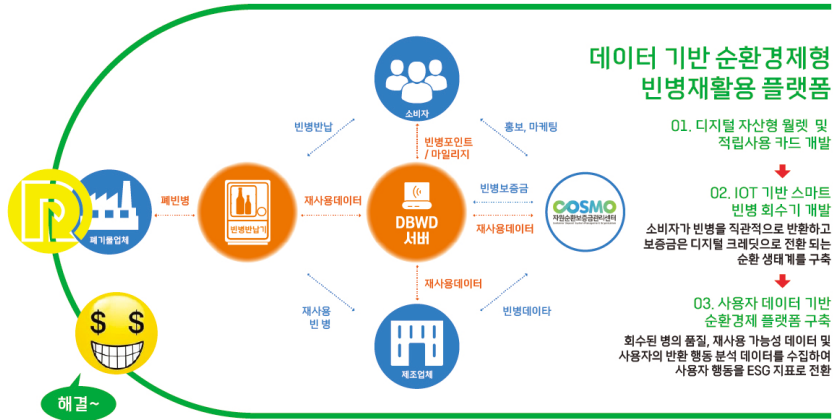 데이터 기반 순환경제형
빈병재활용 플랫폼
01. 디지털 자산형 월렛 및
적립사용 카드 개발
02. IOT 기반 스마트
빈병 회수기 개발
소비자가 빈병을 직관적으로 반환하고
보증금은 디지털 크레딧으로 전환 되는
순환 생태계를 구축
03. 사용자 데이터 기반
순환경제 플랫폼 구축
회수된 병의 품질, 재사용 가능성 데이터 및
사용자의 반환 행동 분석 데이터를 수집하여
사용자 행동을 ESG 지표로 전환
소비자
빈병반납
빈병포인트
/ 마일리지
홍보, 마케팅
R
폐기물업체
폐빈병
빈병반납기
재사용데이터
DBWD
서버
빈병보증금
재사용데이터
COSMO
자원순환보증금관리센터
재사용
빈 병
재사용데이터
빈병데이타
제조업체
$ $
해결~